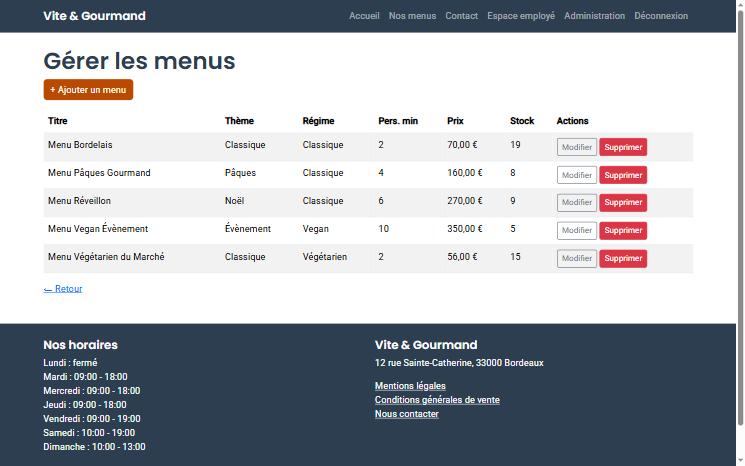 Vite & Gourmand Accueil Nos menus Contact Espace employé Administration Déconnexion
Gérer les menus
+ Ajouter un menu
Titre Thème Régime Pers. min Prix Stock Actions
Menu Bordelais Classique Classique 2 70,00 € 19 Modifier Supprimer
Menu Pâques Gourmand Pâques Classique 4 160,00 € 8 Modifier Supprimer
Menu Réveillon Noël Classique 6 270,00 € 9 Modifier Supprimer
Menu Vegan Évènement Évènement Vegan 10 350,00 € 5 Modifier Supprimer
Menu Végétarien du Marché Classique Végétarien 2 56,00 € 15 Modifier Supprimer
← Retour
Nos horaires
Lundi : fermé
Mardi : 09:00 - 18:00
Mercredi : 09:00 - 18:00
Jeudi : 09:00 - 18:00
Vendredi : 09:00 - 19:00
Samedi : 10:00 - 19:00
Dimanche : 10:00 - 13:00
Vite & Gourmand
12 rue Sainte-Catherine, 33000 Bordeaux
Mentions légales
Conditions générales de vente
Nous contacter